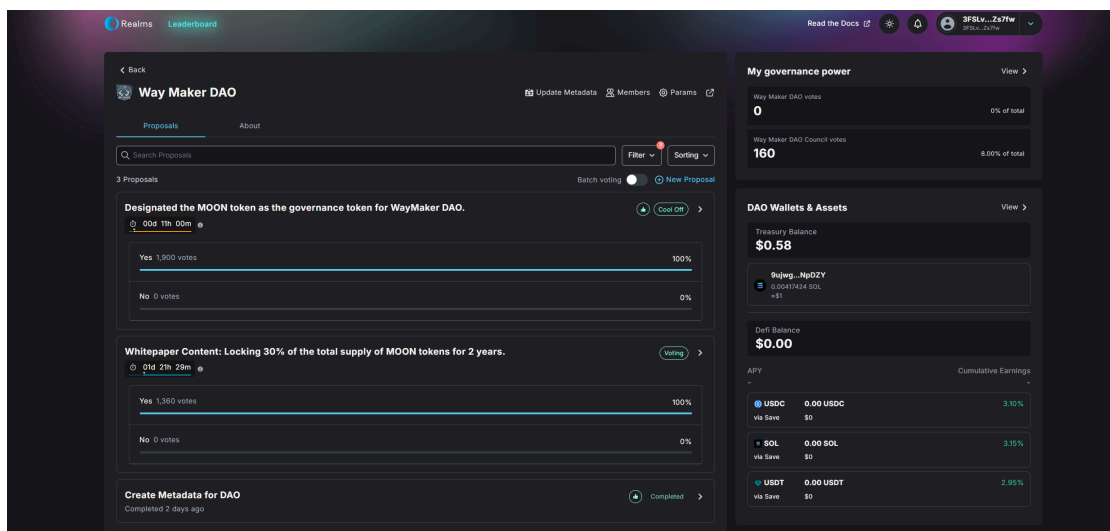 Realms
Leaderboard
Read the Docs
3FSLv...Zs7fw
3FSLv...Zs7fw
Back
Way Maker DAO
Update Metadata
Members
Params
Proposals
About
Search Proposals
Filter
Sorting
3 Proposals
Batch voting
New Proposal
Designated the MOON token as the governance token for WayMaker DAO.
Cool Off
00d 11h 00m
Yes 1,900 votes
100%
No 0 votes
0%
Whitepaper Content: Locking 30% of the total supply of MOON tokens for 2 years.
Voting
01d 21h 29m
Yes 1,360 votes
100%
No 0 votes
0%
Create Metadata for DAO
Completed
Completed 2 days ago
My governance power
View
Way Maker DAO votes
0
0% of total
Way Maker DAO Council votes
160
8.00% of total
DAO Wallets & Assets
View
Treasury Balance
$0.58
9ujwg...NpDZY
0.00417424 SOL
≈$1
Defi Balance
$0.00
APY
Cumulative Earnings
-
-
USDC
0.00 USDC
3.10%
via Save
$0
SOL
0.00 SOL
3.15%
via Save
$0
USDT
0.00 USDT
2.95%
via Save
$0